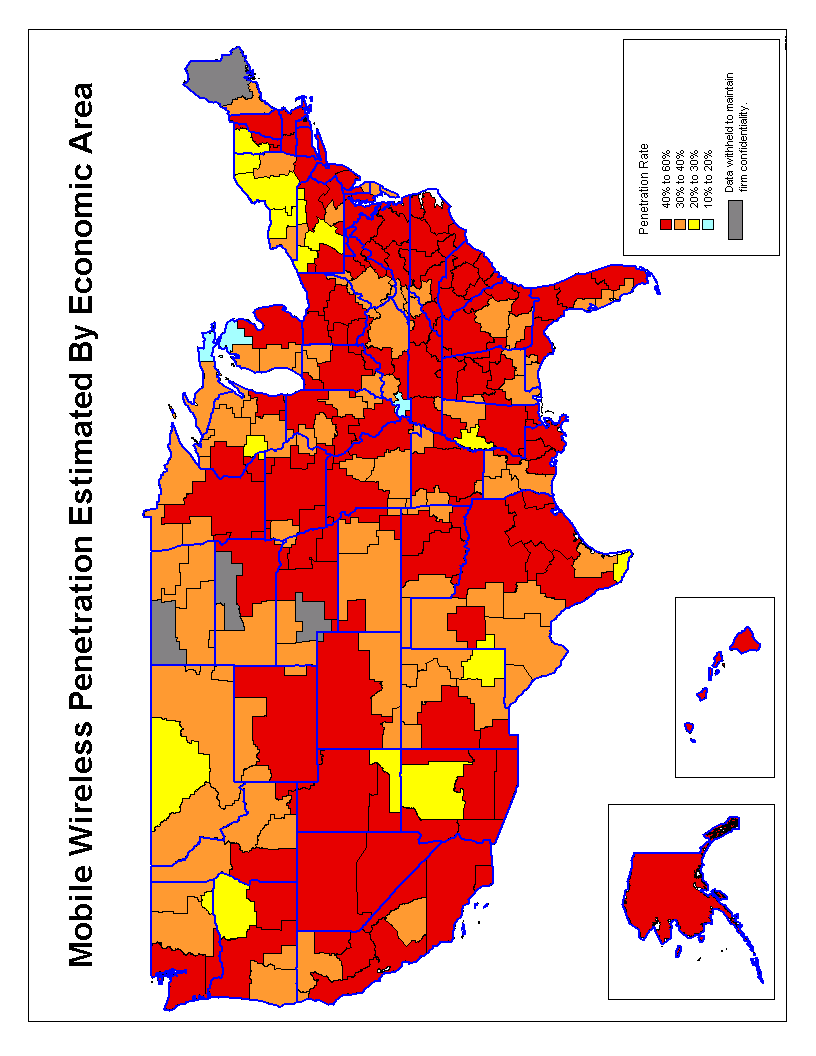 Mobile Wireless Penetration Estimated By Economic Area
Penetration Rate
40% to 60%
30% to 40%
20% to 30%
10% to 20%
Data withheld to maintain
firm confidentiality.